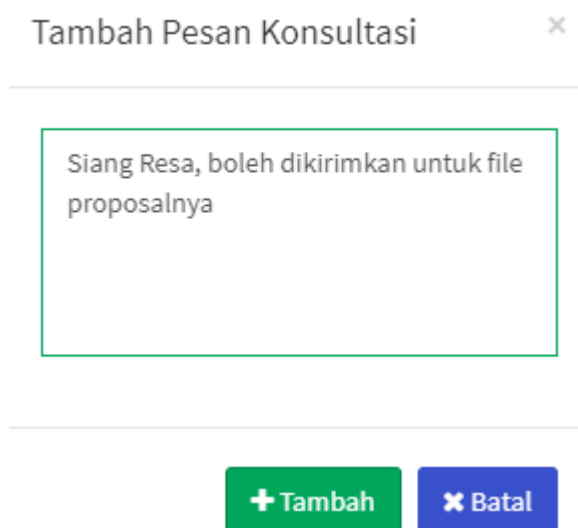 Tambah Pesan Konsultasi ×
Siang Resa, boleh dikirimkan untuk file
proposalnya
+ Tambah ✖ Batal